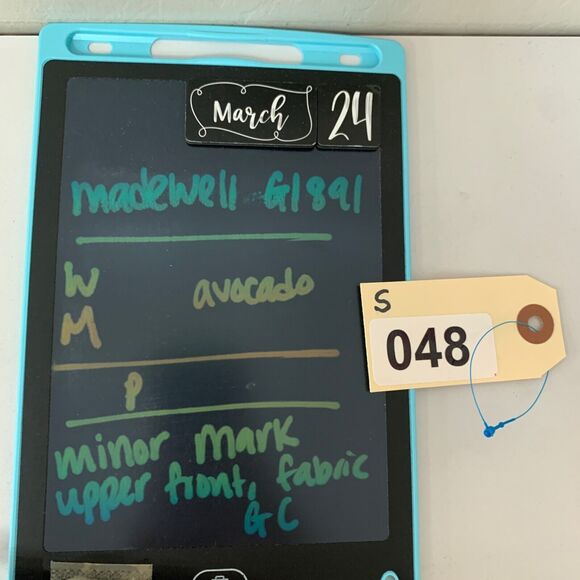 March 24
madewell G1891
W avocado
M
P
minor mark
upper front, fabric
GC
S
048